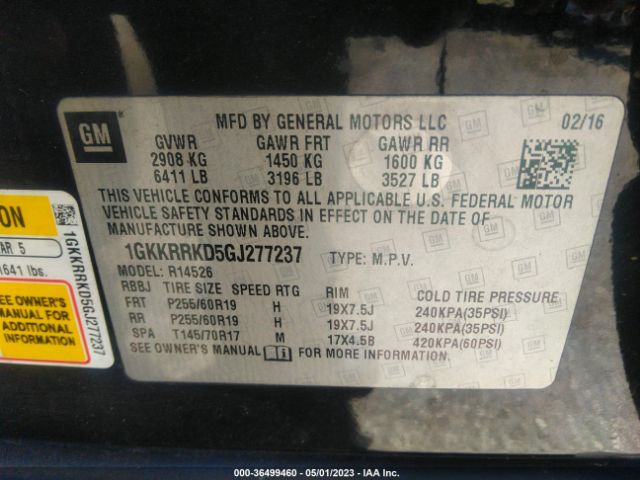 GM
MFD BY GENERAL MOTORS LLC 02/16
GVWR GAWR FRT GAWR RR
2908 KG 1450 KG 1600 KG
6411 LB 3196 LB 3527 LB
THIS VEHICLE CONFORMS TO ALL APPLICABLE U.S. FEDERAL MOTOR
VEHICLE SAFETY STANDARDS IN EFFECT ON THE DATE OF
MANUFACTURE SHOWN ABOVE.
1GKKRRKD5GJ277237 TYPE: M.P.V.
MODEL: R14526
RBBJ TIRE SIZE SPEED RTG RIM COLD TIRE PRESSURE
FRT P255/60R19 H 19X7.5J 240KPA(35PSI)
RR P255/60R19 H 19X7.5J 240KPA(35PSI)
SPA T145/70R17 M 17X4.5B 420KPA(60PSI)
SEE OWNER'S MANUAL FOR MORE INFORMATION
AR 5
1641 lbs.
SEE OWNER'S
MANUAL FOR
ADDITIONAL
1GKKRRKD5GJ277237
000-36499460 - 05/01/2023 - IAA Inc.